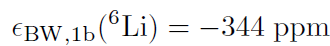 ϵ_BW,1b(⁶Li) = −344 ppm